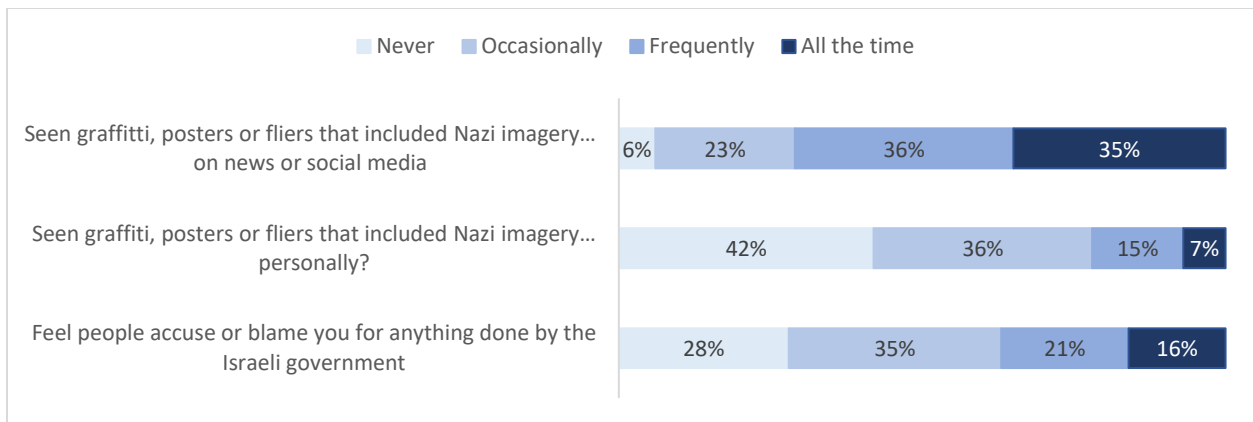 Never Occasionally Frequently All the time
Seen graffitti, posters or fliers that included Nazi imagery…
on news or social media
6% 23% 36% 35%
Seen graffiti, posters or fliers that included Nazi imagery…
personally?
42% 36% 15% 7%
Feel people accuse or blame you for anything done by the
Israeli government
28% 35% 21% 16%